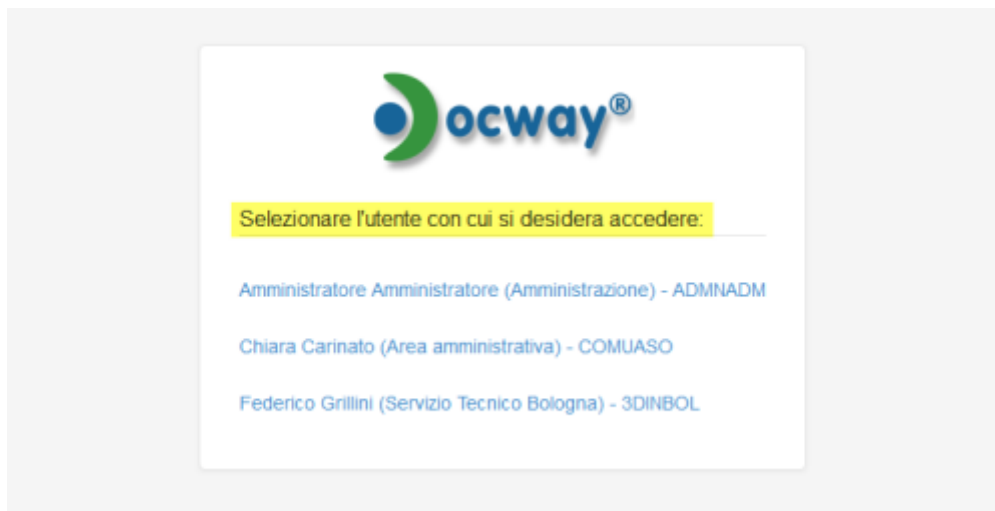 Docway®
Selezionare l'utente con cui si desidera accedere:
Amministratore Amministratore (Amministrazione) - ADMNADM
Chiara Carinato (Area amministrativa) - COMUASO
Federico Grillini (Servizio Tecnico Bologna) - 3DINBOL